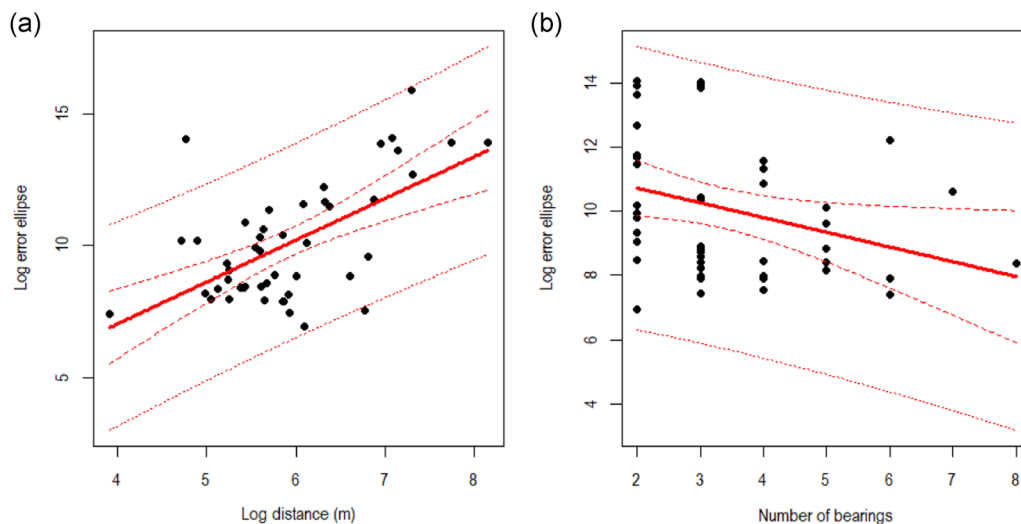 (a)
Log error ellipse
15
10
5
4 5 6 7 8
Log distance (m)
(b)
Log error ellipse
14
12
10
8
6
4
2 3 4 5 6 7 8
Number of bearings